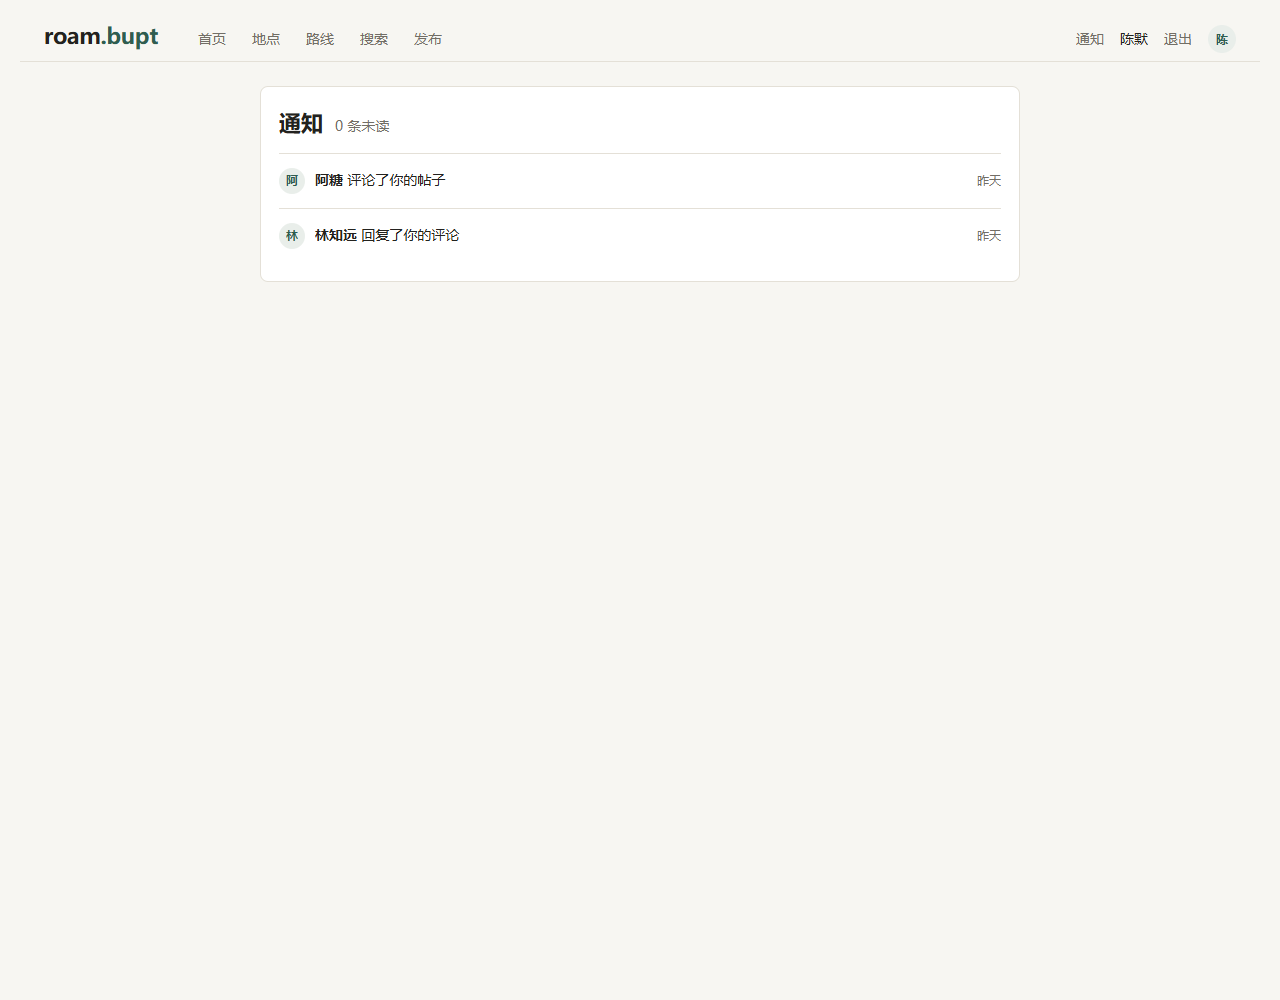 roam.bupt 首页 地点 路线 搜索 发布 通知 陈默 退出 陈
通知 0 条未读
阿 阿糖 评论了你的帖子 昨天
林 林知远 回复了你的评论 昨天